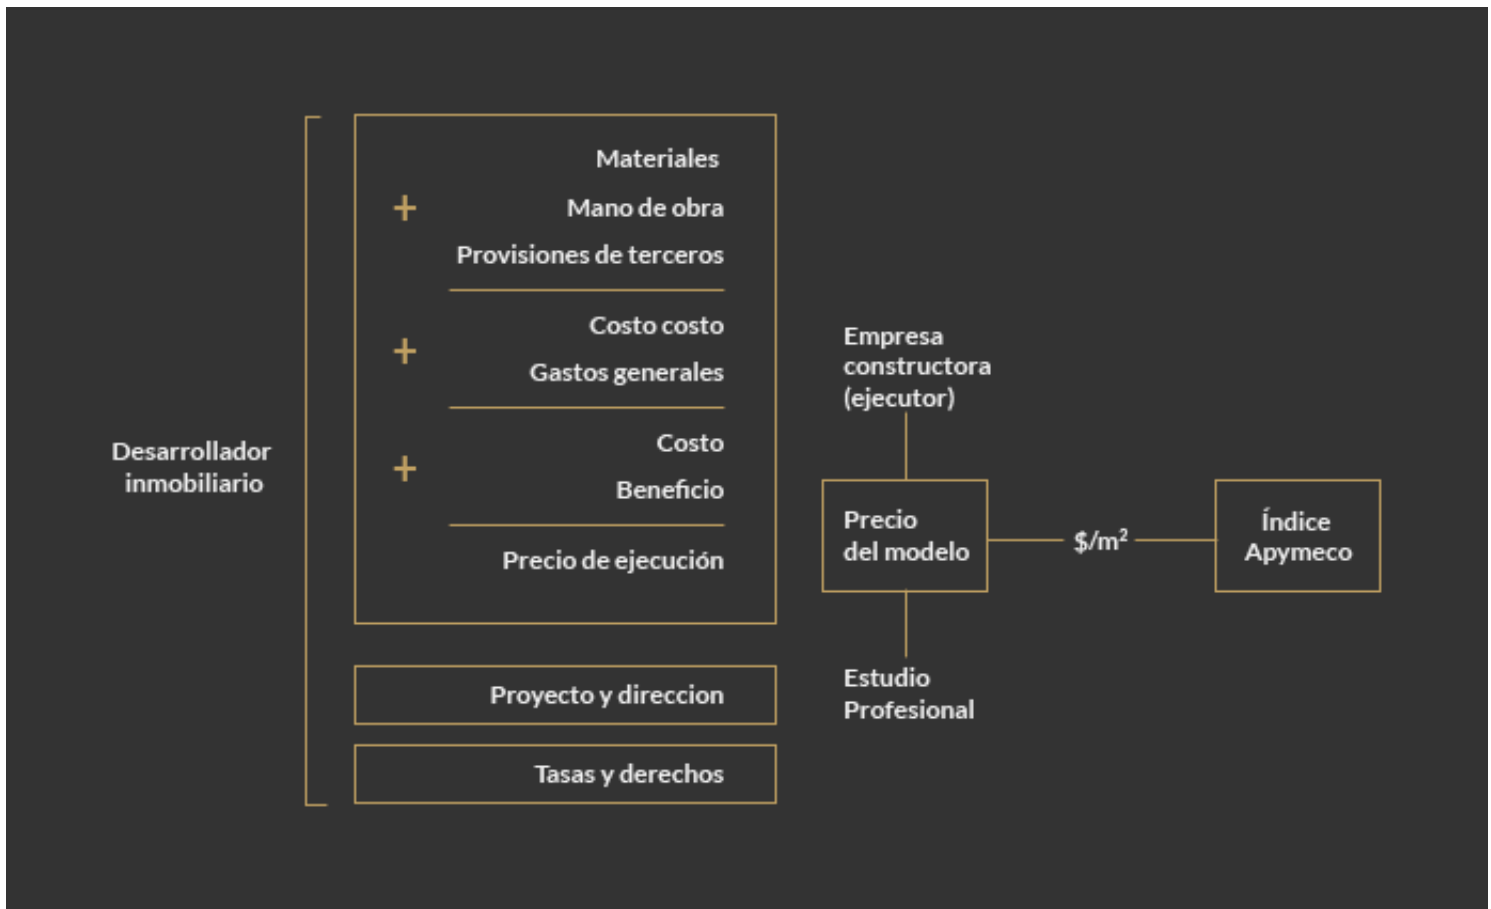 Desarrollador
inmobiliario
+
Materiales
Mano de obra
Provisiones de terceros
+
Costo costo
Gastos generales
+
Costo
Beneficio
Precio de ejecución
Proyecto y direccion
Tasas y derechos
Empresa
constructora
(ejecutor)
Precio
del modelo
Estudio
Profesional
$/m²
Índice
Apymeco